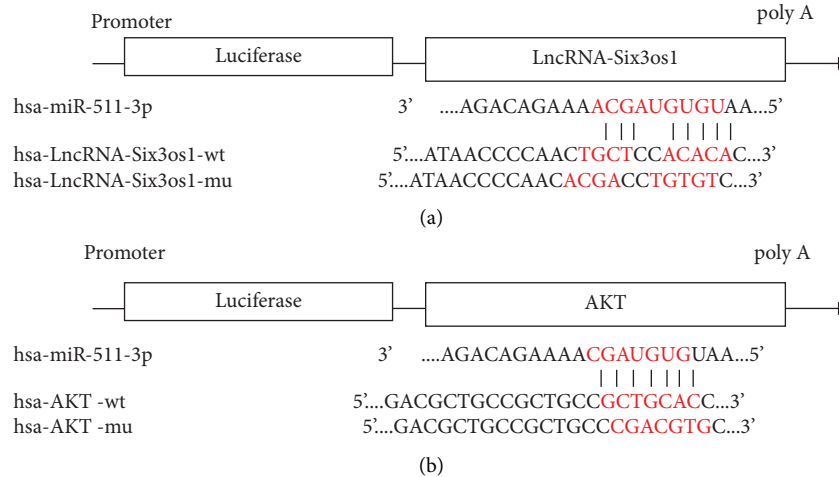 Promoter poly A
Luciferase LncRNA-Six3os1
hsa-miR-511-3p 3’ ....AGACAGAAAACGAUGUGUAA...5’
hsa-LncRNA-Six3os1-wt 5’....ATAACCCCAACTGCTCCACACAC...3’
hsa-LncRNA-Six3os1-mu 5’....ATAACCCCAACACGACCTGTGTC...3’
(a)
Promoter poly A
Luciferase AKT
hsa-miR-511-3p 3’ ....AGACAGAAAACGAUGUGUAA...5’
hsa-AKT -wt 5’....GACGCTGCCGCTGCCGCTGCACC...3’
hsa-AKT -mu 5’....GACGCTGCCGCTGCCCGACGTGC...3’
(b)